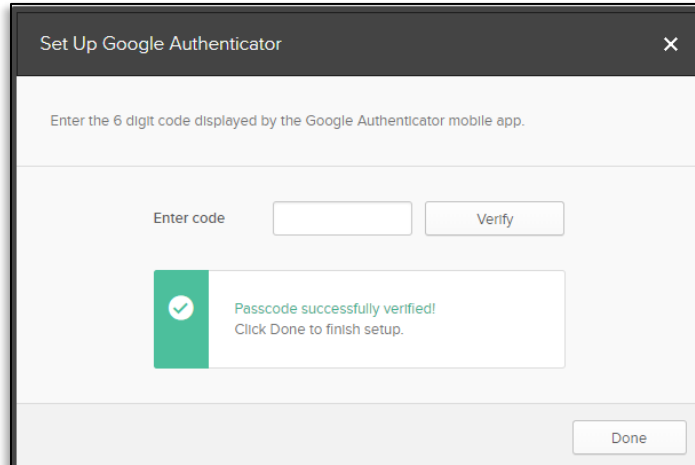 Set Up Google Authenticator
Enter the 6 digit code displayed by the Google Authenticator mobile app.
Enter code
Verify
Passcode successfully verified!
Click Done to finish setup.
Done